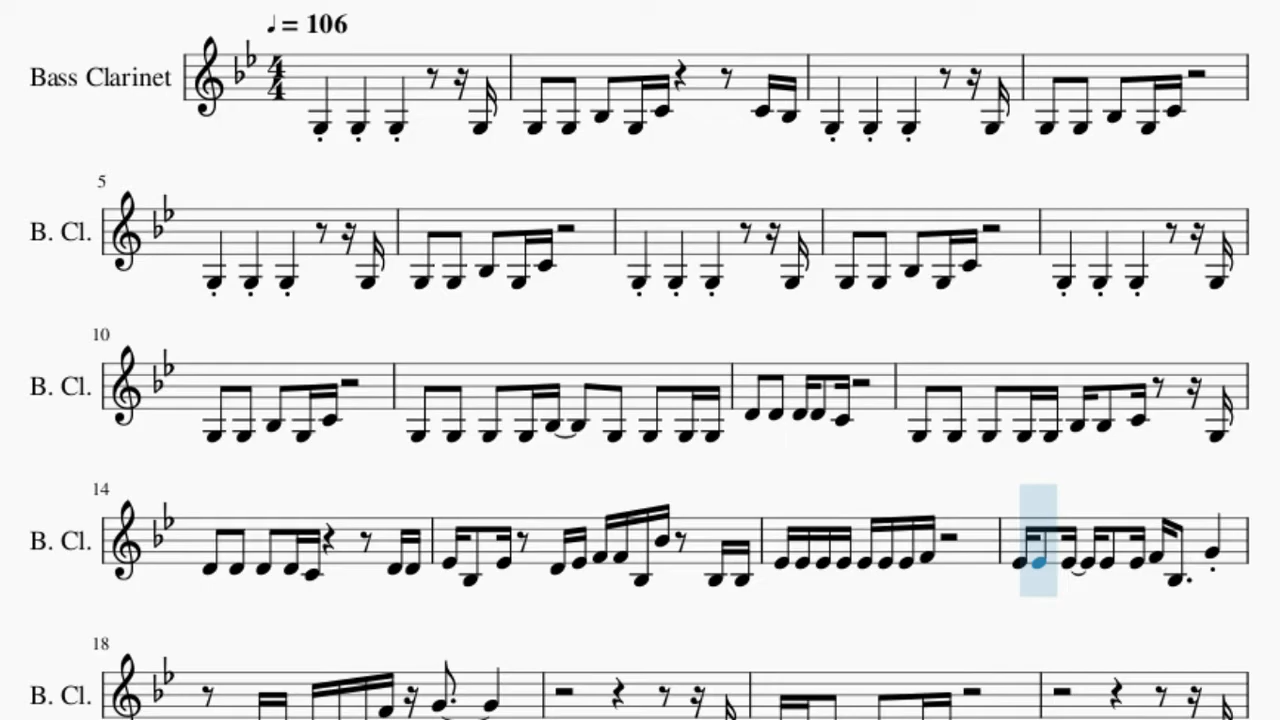 ♩ = 106
Bass Clarinet
4
4
5
B. Cl.
10
B. Cl.
14
B. Cl.
18
B. Cl.